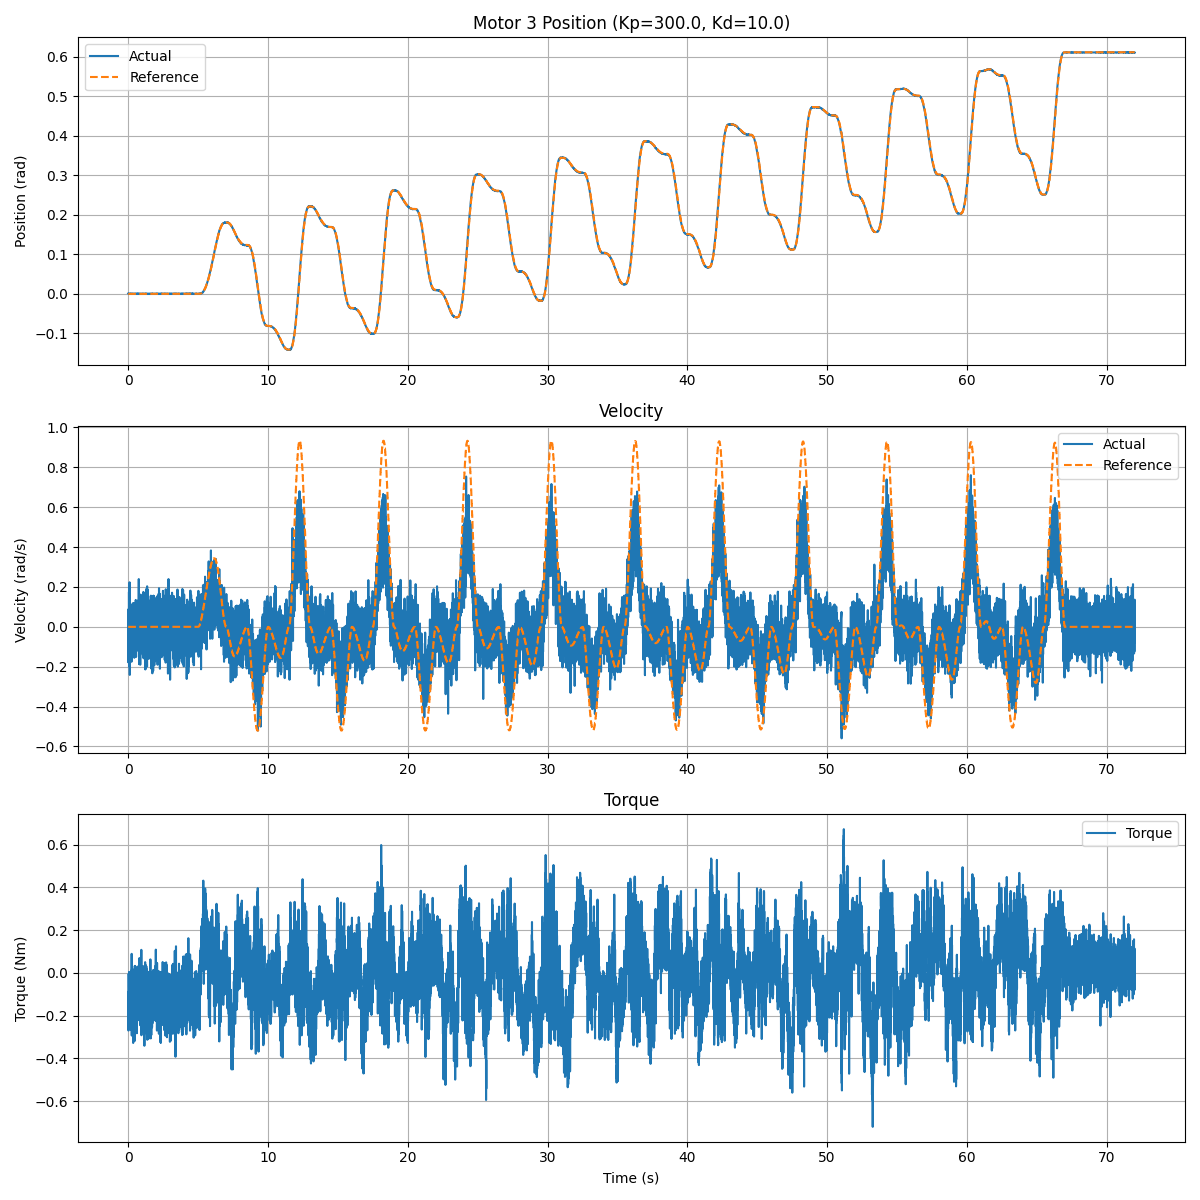 Motor 3 Position (Kp=300.0, Kd=10.0)
Actual
Reference
0.6
0.5
0.4
0.3
0.2
0.1
0.0
−0.1
Position (rad)
0 10 20 30 40 50 60 70
Velocity
Actual
Reference
1.0
0.8
0.6
0.4
0.2
0.0
−0.2
−0.4
−0.6
Velocity (rad/s)
0 10 20 30 40 50 60 70
Torque
Torque
0.6
0.4
0.2
0.0
−0.2
−0.4
−0.6
Torque (Nm)
0 10 20 30 40 50 60 70
Time (s)